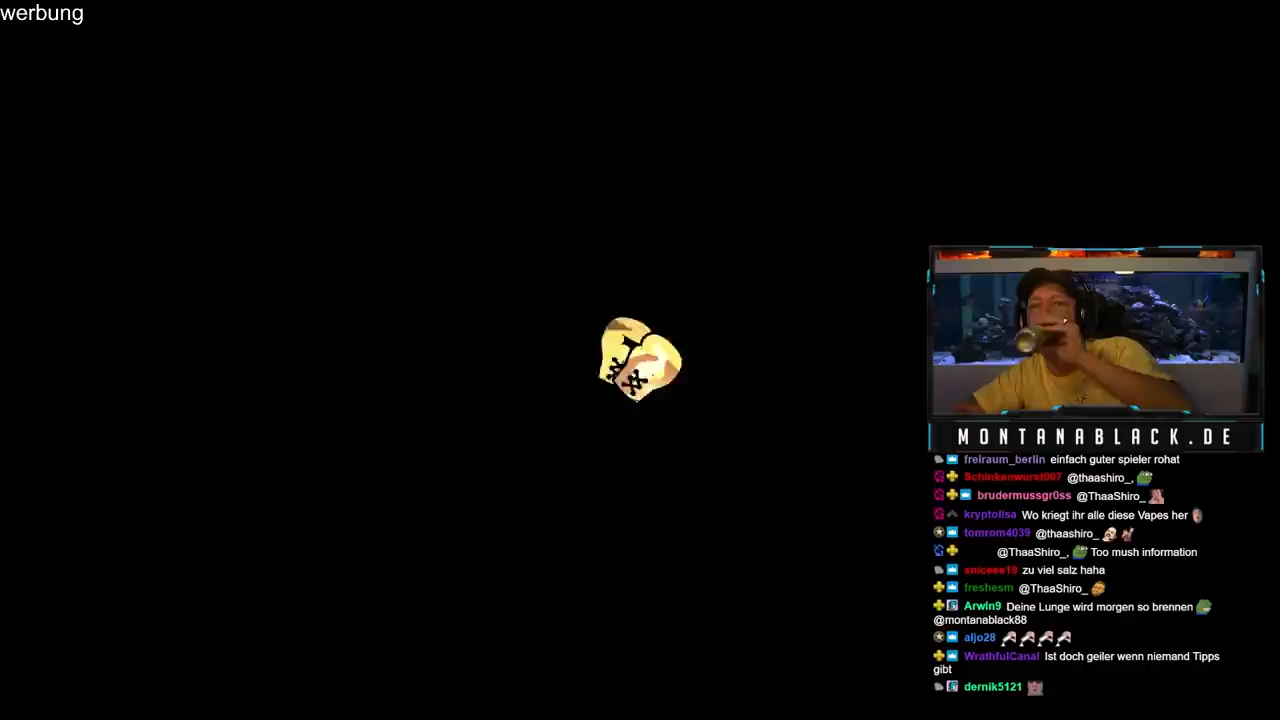 werbung
MONTANABLACK.DE
freiraum_berlin einfach guter spieler rohat
Schinkenwurst007 @thaashiro_,
brudermussgr0ss @ThaaShiro_
kryptolisa Wo kriegt ihr alle diese Vapes her
tomrom4039 @thaashiro_
@ThaaShiro_, Too mush information
sniceee19 zu viel salz haha
freshesm @ThaaShiro_
Arwin9 Deine Lunge wird morgen so brennen
@montanablack88
aljo28
WrathfulCanal Ist doch geiler wenn niemand Tipps
gibt
dernik5121